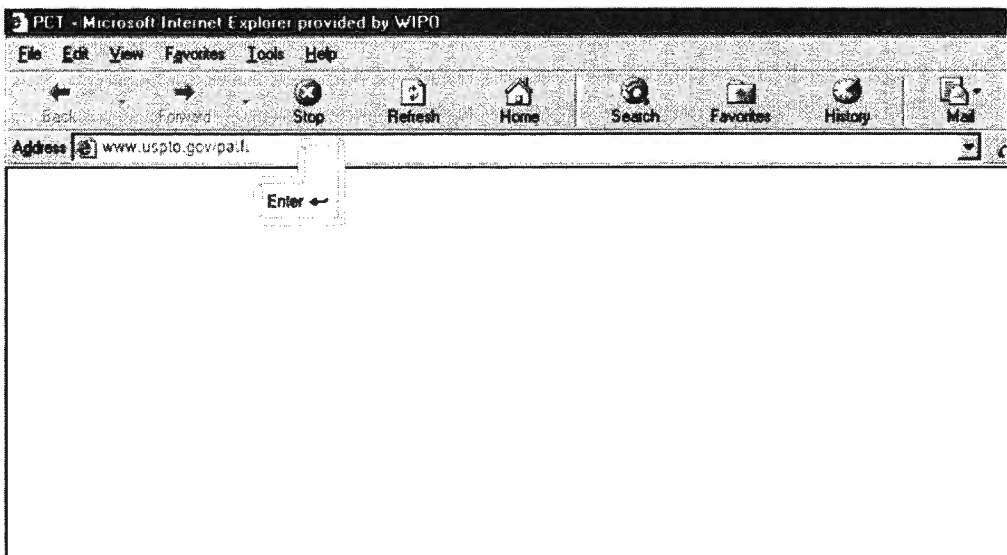 PCT - Microsoft Internet Explorer provided by WIPO
File Edit View Favorites Tools Help
Back Forward Stop Refresh Home Search Favorites History Mail
Address www.uspto.gov/
Enter